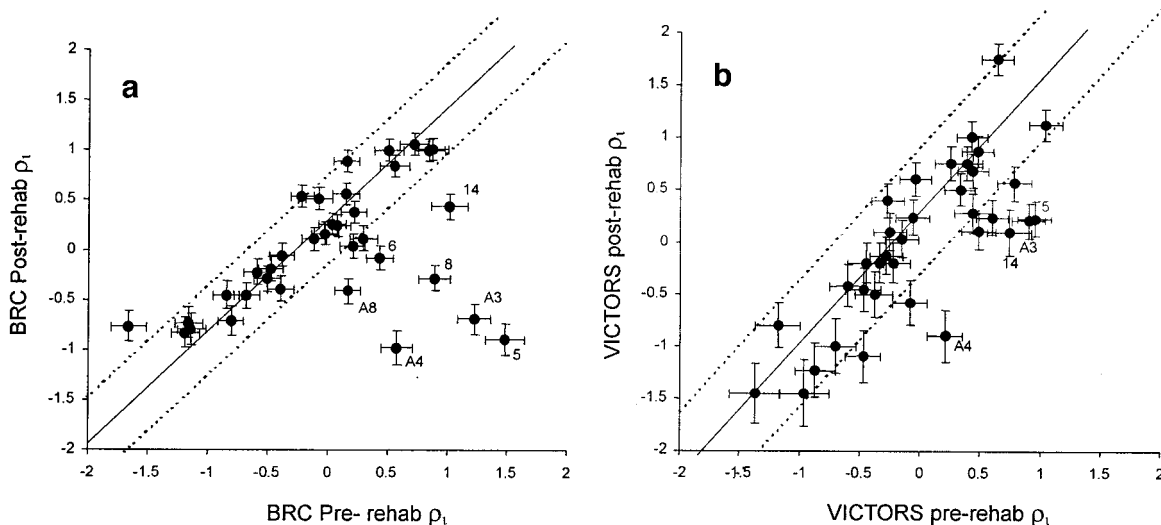 a
2
1.5
1
0.5
0
-0.5
-1
-1.5
-2
BRC Post-rehab ρι
14
6
8
A8
A3
A4
5
-2 -1.5 -1 -0.5 0 0.5 1 1.5 2
BRC Pre- rehab ρι
b
2
1.5
1
0.5
0
-0.5
-1
-1.5
-2
VICTORS post-rehab ρι
15
A3
14
A4
-2 -1.5 -1 -0.5 0 0.5 1 1.5 2
VICTORS pre-rehab ρι